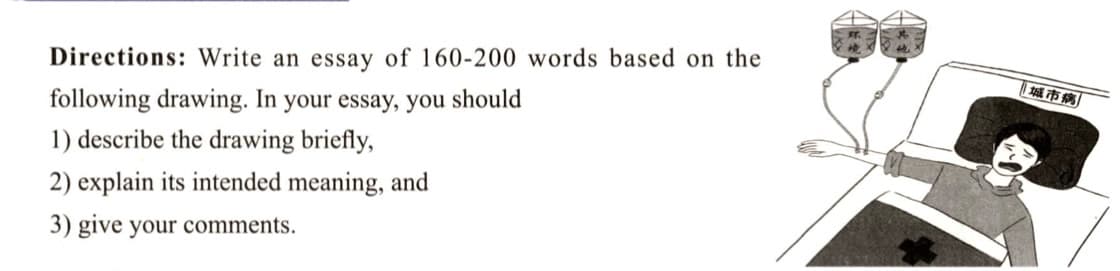 Directions: Write an essay of 160-200 words based on the
following drawing. In your essay, you should
1) describe the drawing briefly,
2) explain its intended meaning, and
3) give your comments.
环境
其他
城市病